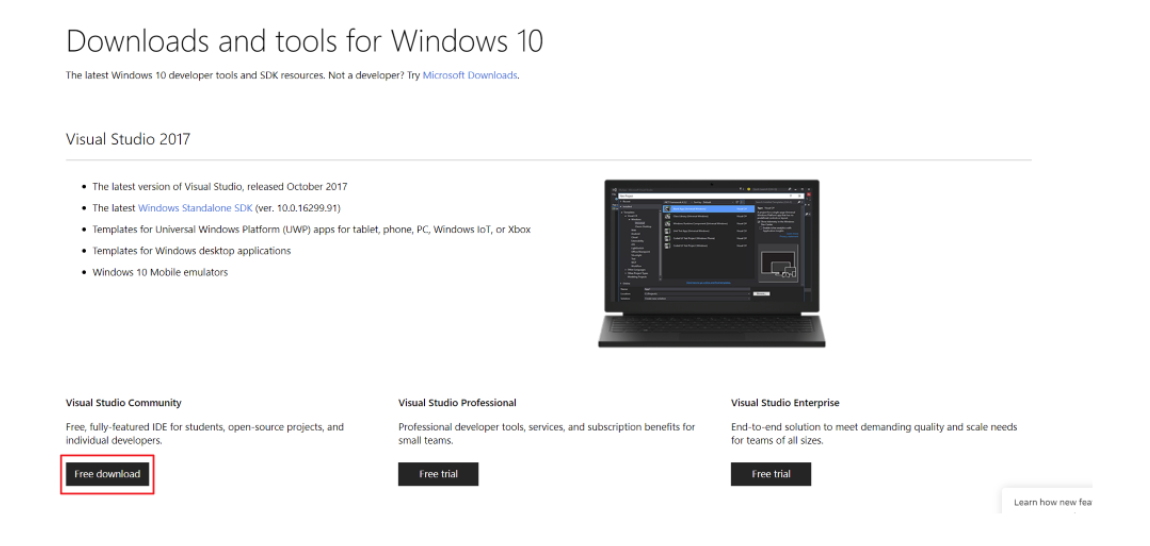 Downloads and tools for Windows 10
The latest Windows 10 developer tools and SDK resources. Not a developer? Try Microsoft Downloads.
Visual Studio 2017
The latest version of Visual Studio, released October 2017
The latest Windows Standalone SDK (ver. 10.0.16299.91)
Templates for Universal Windows Platform (UWP) apps for tablet, phone, PC, Windows IoT, or Xbox
Templates for Windows desktop applications
Windows 10 Mobile emulators
Visual Studio Community
Free, fully-featured IDE for students, open-source projects, and
individual developers.
Free download
Visual Studio Professional
Professional developer tools, services, and subscription benefits for
small teams.
Free trial
Visual Studio Enterprise
End-to-end solution to meet demanding quality and scale needs
for teams of all sizes.
Free trial
Learn how new fea